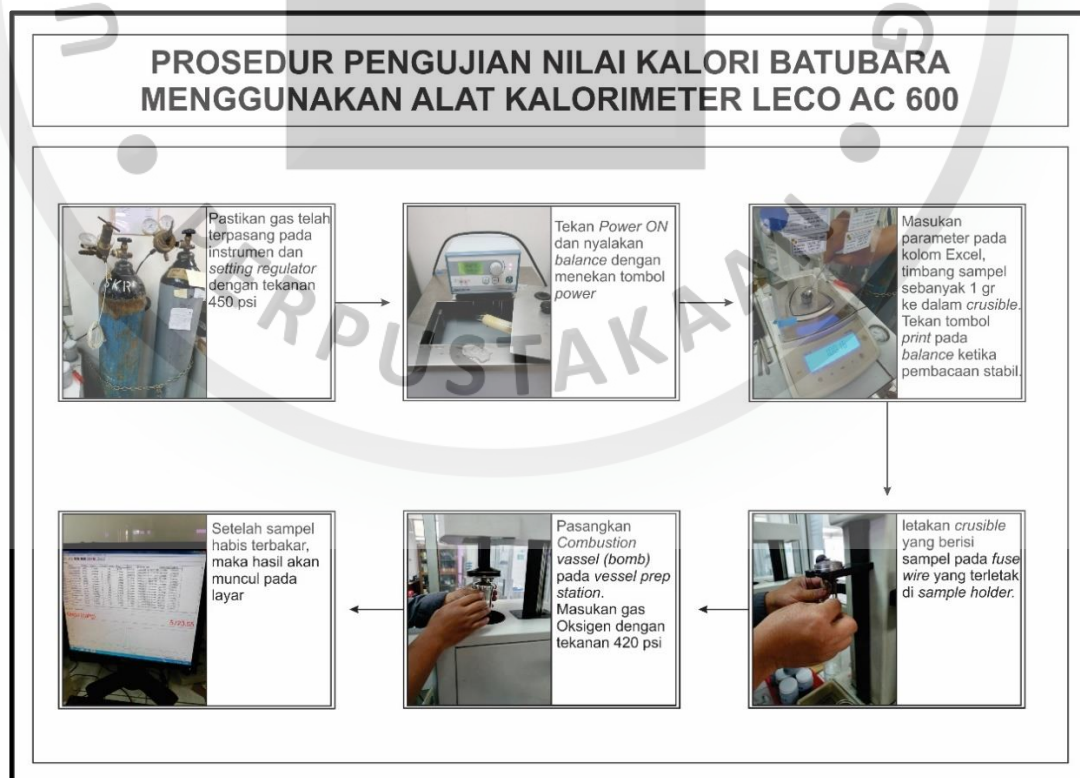 PROSEDUR PENGUJIAN NILAI KALORI BATUBARA
MENGGUNAKAN ALAT KALORIMETER LECO AC 600
Pastikan gas telah
terpasang pada
instrumen dan
setting regulator
dengan tekanan
450 psi
Tekan Power ON
dan nyalakan
balance dengan
menekan tombol
power
Masukan
parameter pada
kolom Excel,
timbang sampel
sebanyak 1 gr
ke dalam crusible.
Tekan tombol
print pada
balance ketika
pembacaan stabil.
letakan crusible
yang berisi
sampel pada fuse
wire yang terletak
di sample holder.
Pasangkan
Combustion
vassel (bomb)
pada vessel prep
station.
Masukan gas
Oksigen dengan
tekanan 420 psi
Setelah sampel
habis terbakar,
maka hasil akan
muncul pada
layar
PERPUSTAKAAN